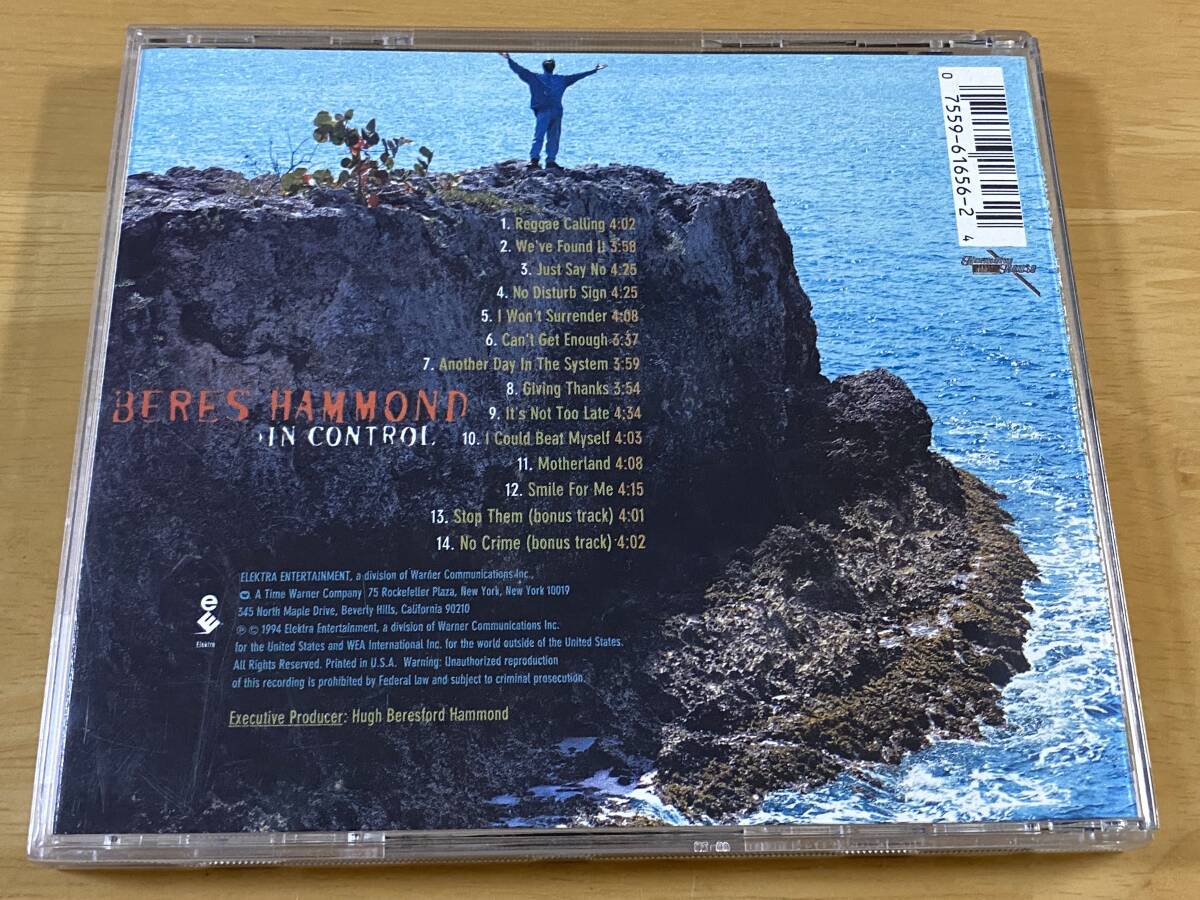 0 7559-61656-2 4
Harmony House
1. Reggae Calling 4:02
2. We've Found It 3:58
3. Just Say No 4:25
4. No Disturb Sign 4:25
5. I Won't Surrender 4:08
6. Can't Get Enough 3:37
7. Another Day In The System 3:59
8. Giving Thanks 3:54
BERES HAMMOND
9. It's Not Too Late 4:34
IN CONTROL
10. I Could Beat Myself 4:03
11. Motherland 4:08
12. Smile For Me 4:15
13. Stop Them (bonus track) 4:01
14. No Crime (bonus track) 4:02
ELEKTRA ENTERTAINMENT, a division of Warner Communications Inc.,
A Time Warner Company 75 Rockefeller Plaza, New York, New York 10019
345 North Maple Drive, Beverly Hills, California 90210
℗ © 1994 Elektra Entertainment, a division of Warner Communications Inc.
for the United States and WEA International Inc. for the world outside of the United States.
All Rights Reserved. Printed in U.S.A. Warning: Unauthorized reproduction
of this recording is prohibited by Federal law and subject to criminal prosecution.
Elektra
Executive Producer: Hugh Beresford Hammond